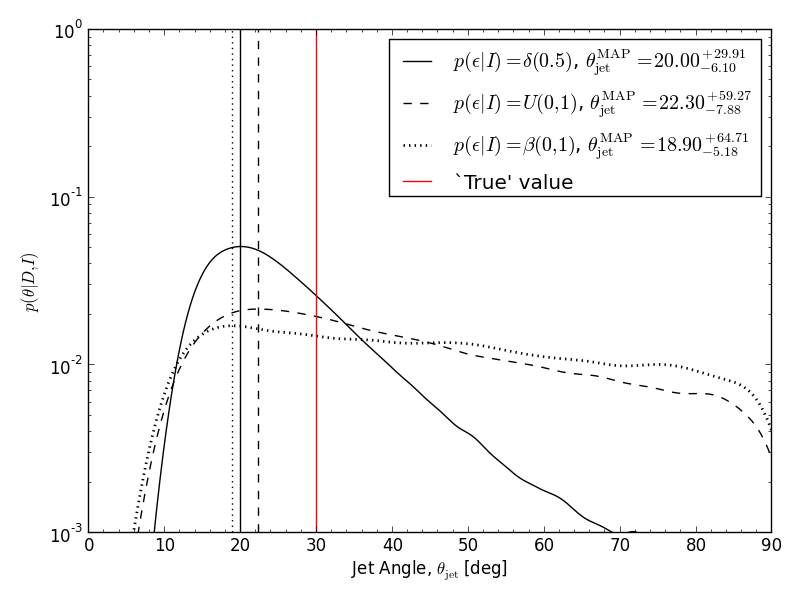 p(ϵ|I) = δ(0.5), θ_jet^MAP = 20.00^{+29.91}_{−6.10}
p(ϵ|I) = U(0,1), θ_jet^MAP = 22.30^{+59.27}_{−7.88}
p(ϵ|I) = β(0,1), θ_jet^MAP = 18.90^{+64.71}_{−5.18}
`True' value
10^0
10^{-1}
10^{-2}
10^{-3}
p(θ|D,I)
0 10 20 30 40 50 60 70 80 90
Jet Angle, θ_jet [deg]